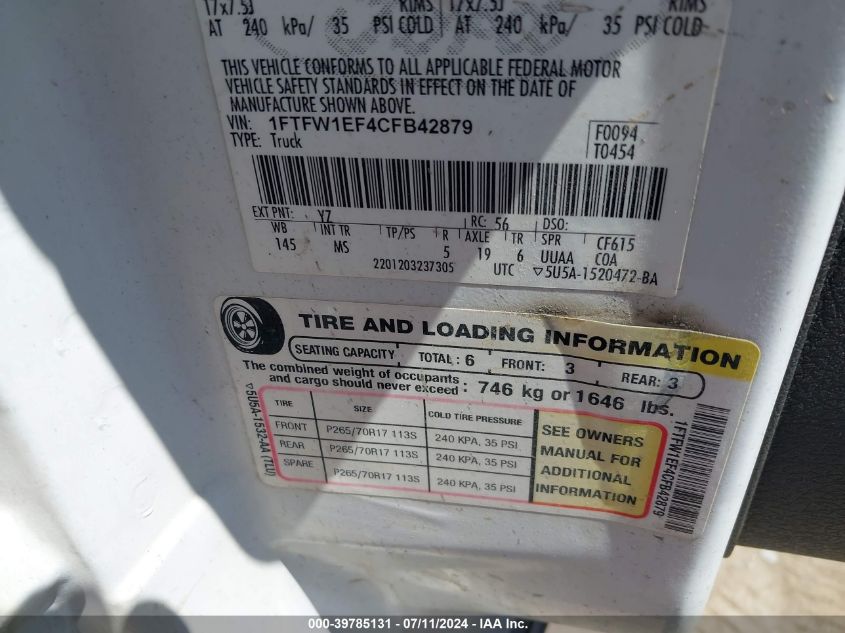 17x7.5J RIMS 17x7.5J RIMS
AT 240 kPa/ 35 PSI COLD AT 240 kPa/ 35 PSI COLD
THIS VEHICLE CONFORMS TO ALL APPLICABLE FEDERAL MOTOR
VEHICLE SAFETY STANDARDS IN EFFECT ON THE DATE OF
MANUFACTURE SHOWN ABOVE.
VIN: 1FTFW1EF4CFB42879
TYPE: Truck
F0094
T0454
EXT PNT: YZ RC: 56 DSO:
WB INT TR TP/PS R AXLE TR SPR CF615
145 MS 5 19 6 UUAA COA
2201203237305 UTC ▽5U5A-1520472-BA
TIRE AND LOADING INFORMATION
SEATING CAPACITY TOTAL: 6 FRONT: 3 REAR: 3
The combined weight of occupants
and cargo should never exceed : 746 kg or 1646 lbs.
TIRE SIZE COLD TIRE PRESSURE
FRONT P265/70R17 113S 240 KPA, 35 PSI
REAR P265/70R17 113S 240 KPA, 35 PSI
SPARE P265/70R17 113S 240 KPA, 35 PSI
SEE OWNERS
MANUAL FOR
ADDITIONAL
INFORMATION
▽5U5A-1532-AA (TLU)
1FTFW1EF4CFB42879
000-39785131 - 07/11/2024 - IAA Inc.